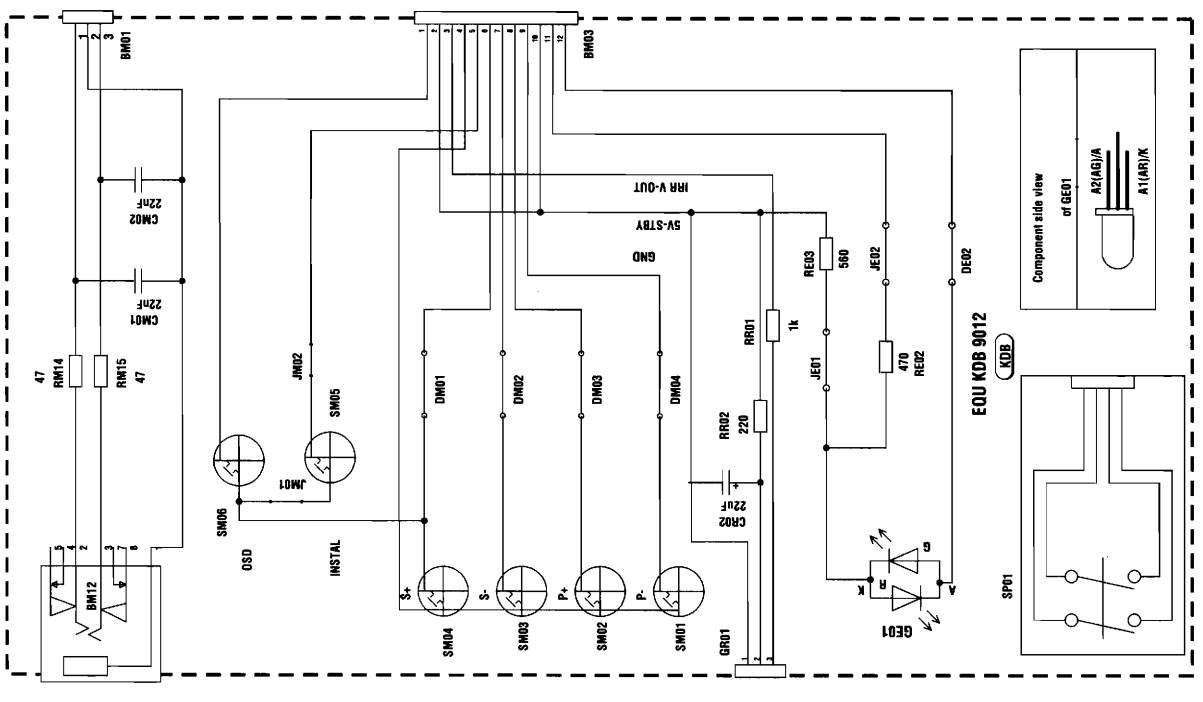 1
2
3
BM01
1
2
3
4
5
6
7
8
9
10
11
12
BM03
22nF
CM02
22nF
CM01
47
RM14
RM15
47
5
4
2
3
7
8
BM12
JM02
SM05
JM01
SM06
OSD
INSTAL
IRR V-OUT
5V-STBY
GND
DM01
DM02
DM03
DM04
S+
S-
P+
P-
SM04
SM03
SM02
SM01
RR01
1k
RR02
220
22uF
CR02
+
GR01
1
2
3
RE03
560
JE01
JE02
470
RE02
DE02
K
R
G
A
GE01
EQU KDB 9012
KDB
Component side view
of GE01
A2(AG)/A
A1(AR)/K
SP01